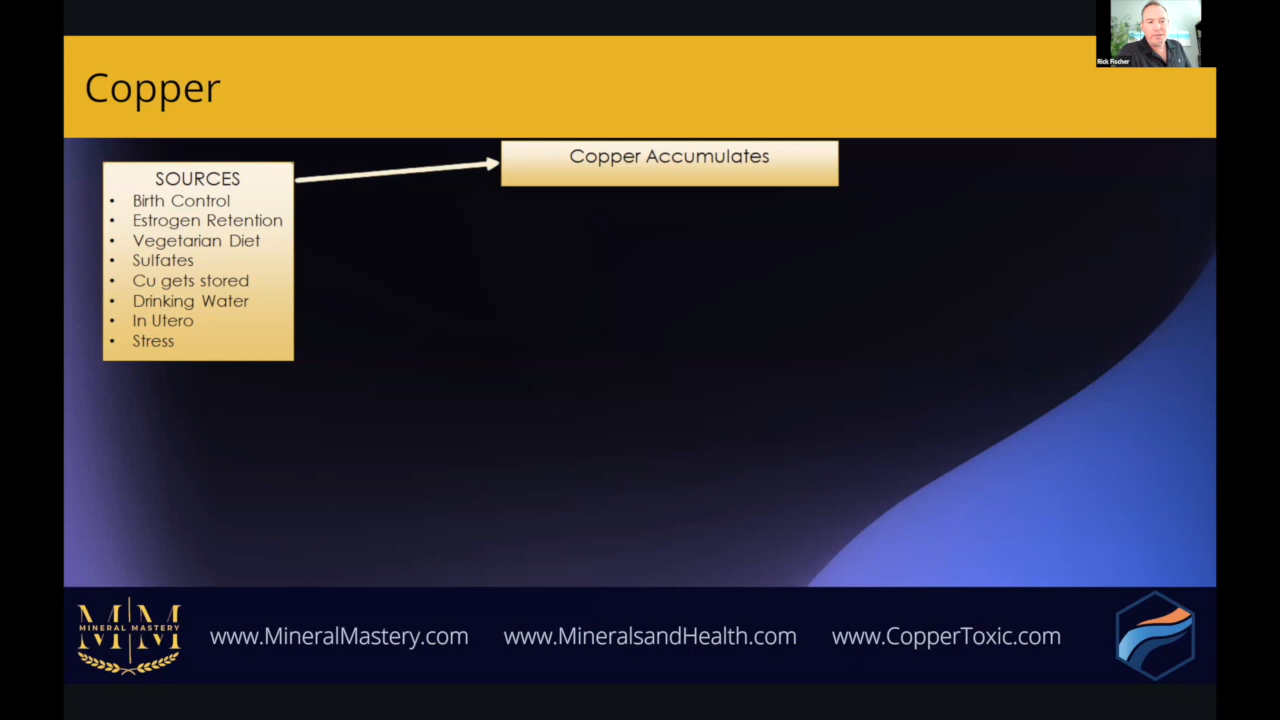 Rick Fischer
Copper
Copper Accumulates
SOURCES
• Birth Control
• Estrogen Retention
• Vegetarian Diet
• Sulfates
• Cu gets stored
• Drinking Water
• In Utero
• Stress
MM
MINERAL MASTERY
www.MineralMastery.com
www.MineralsandHealth.com
www.CopperToxic.com